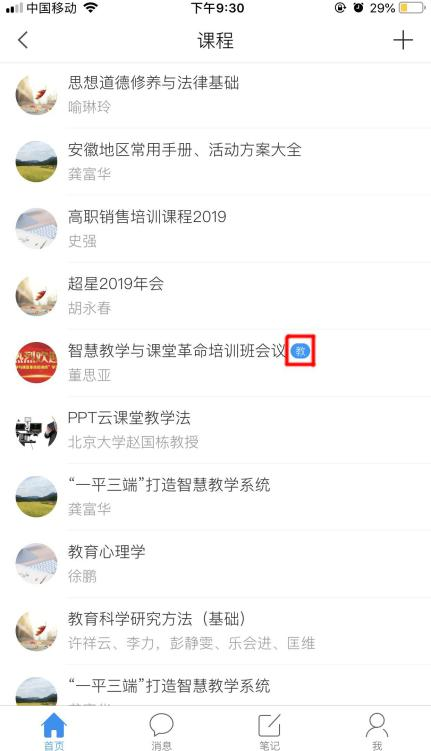 中国移动 下午9:30 29%
课程
思想道德修养与法律基础
喻琳玲
安徽地区常用手册、活动方案大全
龚富华
高职销售培训课程2019
史强
超星2019年会
胡永春
智慧教学与课堂革命培训班会议 教
董思亚
PPT云课堂教学法
北京大学赵国栋教授
“一平三端”打造智慧教学系统
龚富华
教育心理学
徐鹏
教育科学研究方法（基础）
许祥云、李力，彭静雯、乐会进、匡维
“一平三端”打造智慧教学系统
首页 消息 笔记 我